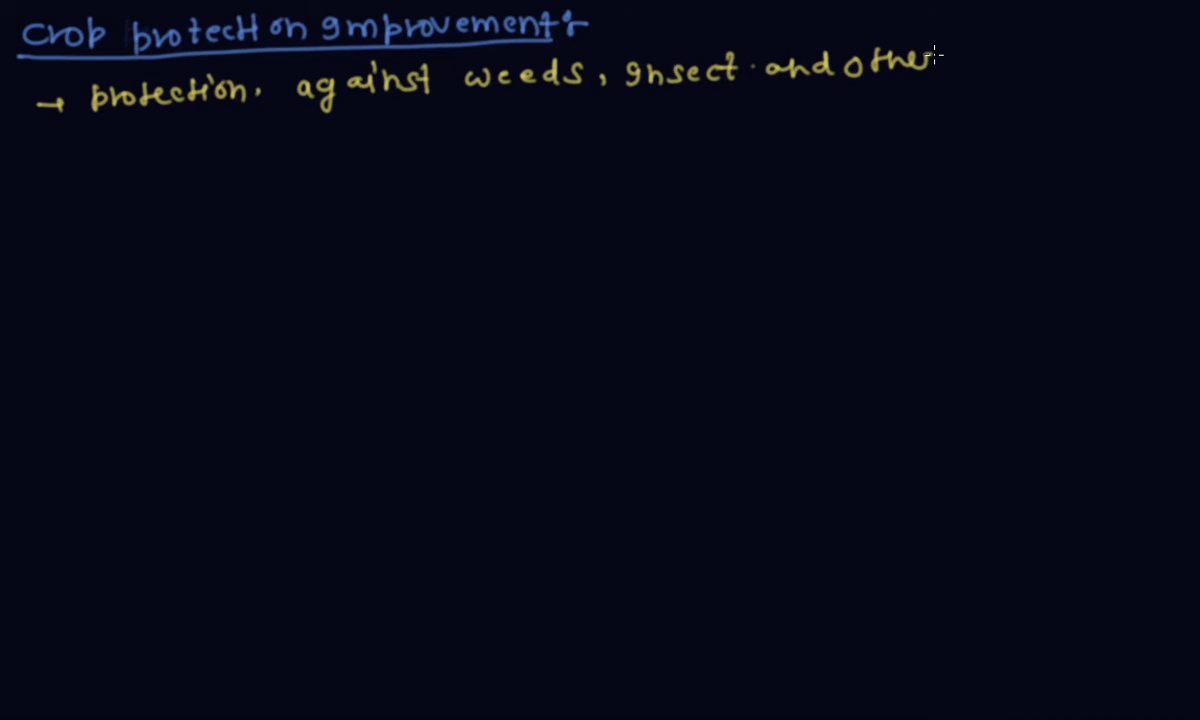 Crop protection Improvement :-
→ protection. against weeds, Insect. and other